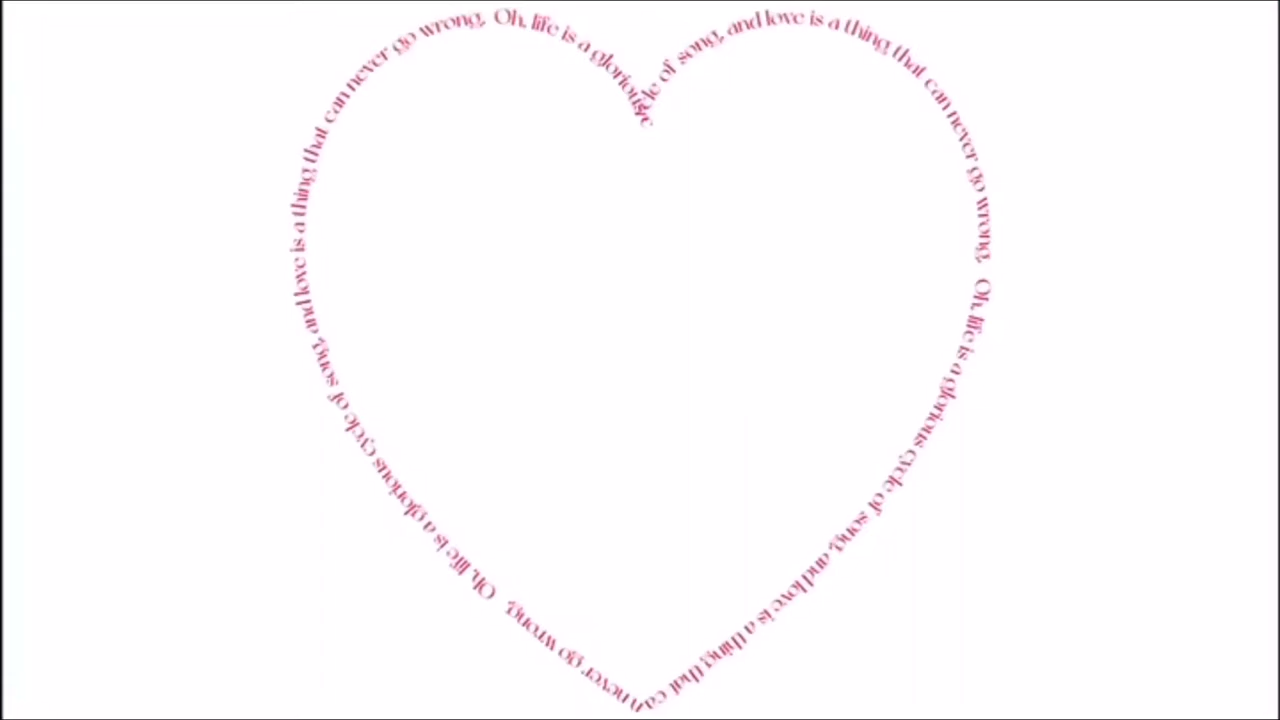 Oh, life is a glorious cycle of song, and love is a thing that can never go wrong. Oh, life is a glorious cycle of song, and love is a thing that can never go wrong. Oh, life is a glorious cycle of song, and love is a thing that can never go wrong.